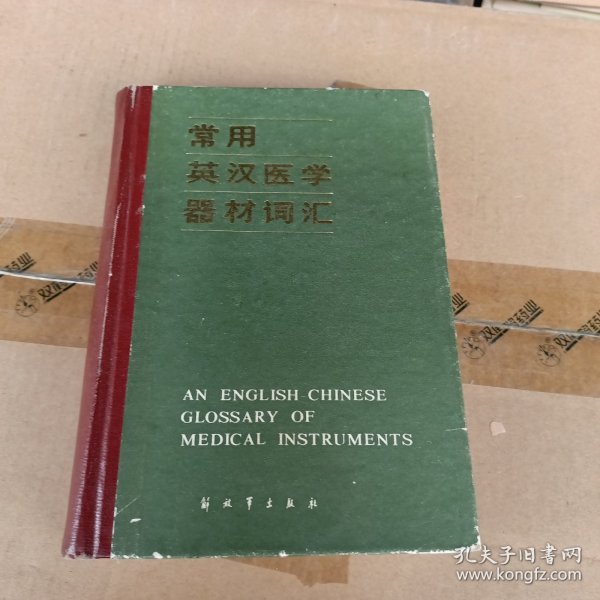 常用
英汉医学
器材词汇
AN ENGLISH-CHINESE
GLOSSARY OF
MEDICAL INSTRUMENTS
解放军出版社
孔夫子旧书网
www.kongfz.com